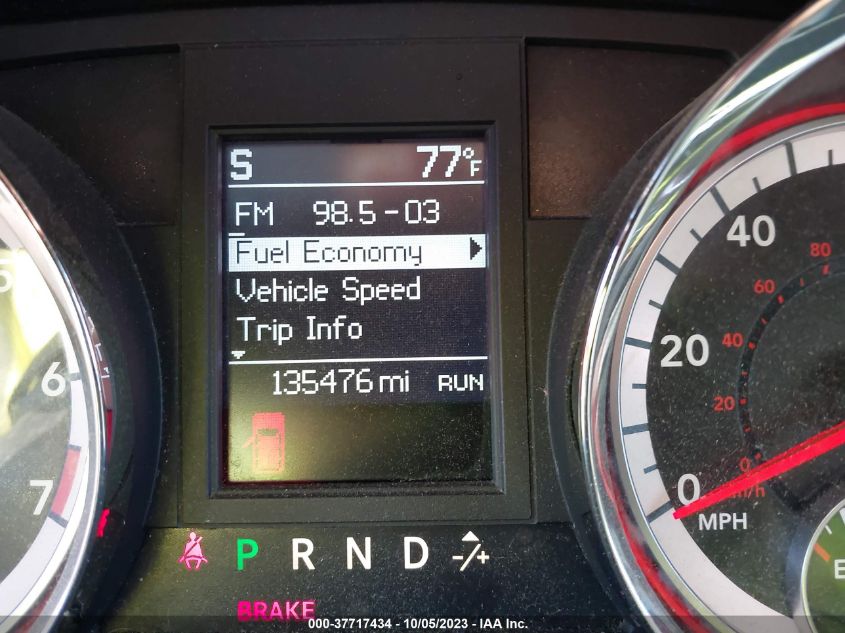 S 77°F
FM 98.5-03
Fuel Economy
Vehicle Speed
Trip Info
135476 mi RUN
6
7
40
20
0
MPH
80
60
40
20
0
km/h
E
P R N D -/+
BRAKE
000-37717434 - 10/05/2023 - IAA Inc.